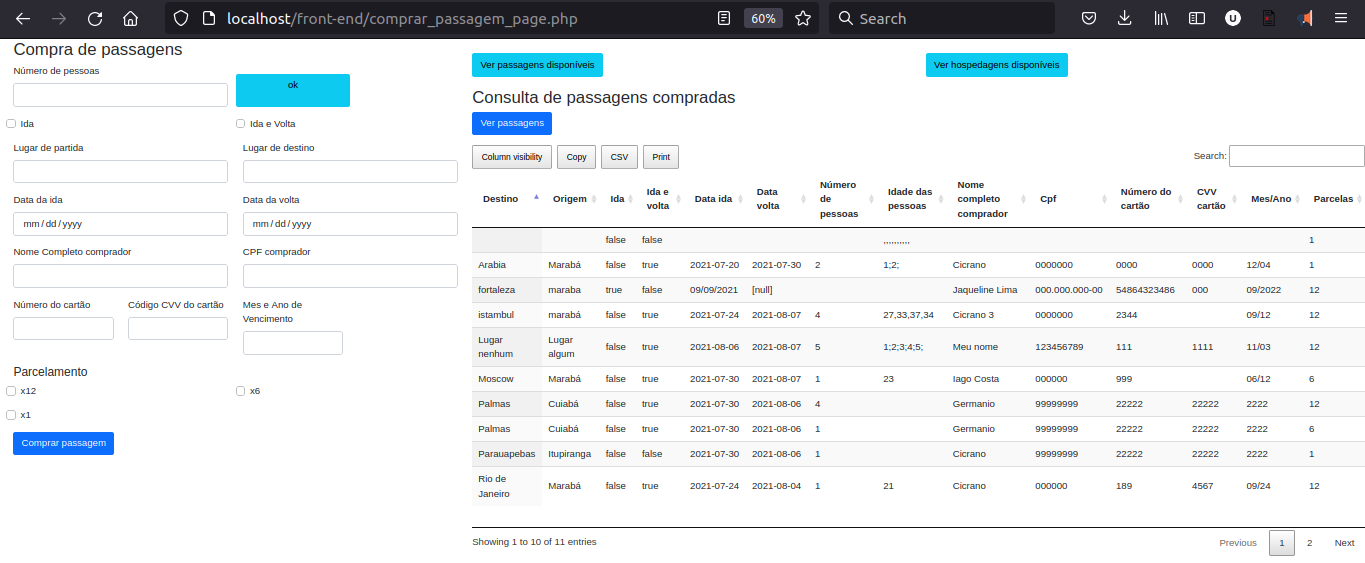 localhost/front-end/comprar_passagem_page.php
60%
Search
U
Compra de passagens
Número de pessoas
ok
Ida
Ida e Volta
Lugar de partida
Lugar de destino
Data da ida
Data da volta
mm / dd / yyyy
mm / dd / yyyy
Nome Completo comprador
CPF comprador
Número do cartão
Código CVV do cartão
Mes e Ano de
Vencimento
Parcelamento
x12
x6
x1
Comprar passagem
Ver passagens disponíveis
Ver hospedagens disponíveis
Consulta de passagens compradas
Ver passagens
Column visibility Copy CSV Print
Search:
Destino Origem Ida Ida e volta Data ida Data volta Número de pessoas Idade das pessoas Nome completo comprador Cpf Número do cartão CVV cartão Mes/Ano Parcelas
false false ,,,,,,,,,, 1
Arabia Marabá false true 2021-07-20 2021-07-30 2 1;2; Cicrano 0000000 0000 0000 12/04 1
fortaleza maraba true false 09/09/2021 [null] Jaqueline Lima 000.000.000-00 54864323486 000 09/2022 12
istambul marabá false true 2021-07-24 2021-08-07 4 27,33,37,34 Cicrano 3 0000000 2344 09/12 12
Lugar nenhum Lugar algum false true 2021-08-06 2021-08-07 5 1;2;3;4;5; Meu nome 123456789 111 1111 11/03 12
Moscow Marabá false true 2021-07-30 2021-08-07 1 23 Iago Costa 000000 999 06/12 6
Palmas Cuiabá false true 2021-07-30 2021-08-06 4 Germanio 99999999 22222 22222 2222 12
Palmas Cuiabá false true 2021-07-30 2021-08-06 1 Germanio 99999999 22222 22222 2222 6
Parauapebas Itupiranga false false 2021-07-30 2021-08-06 1 Cicrano 99999999 22222 22222 2222 1
Rio de Janeiro Marabá false true 2021-07-24 2021-08-04 1 21 Cicrano 000000 189 4567 09/24 12
Showing 1 to 10 of 11 entries
Previous 1 2 Next